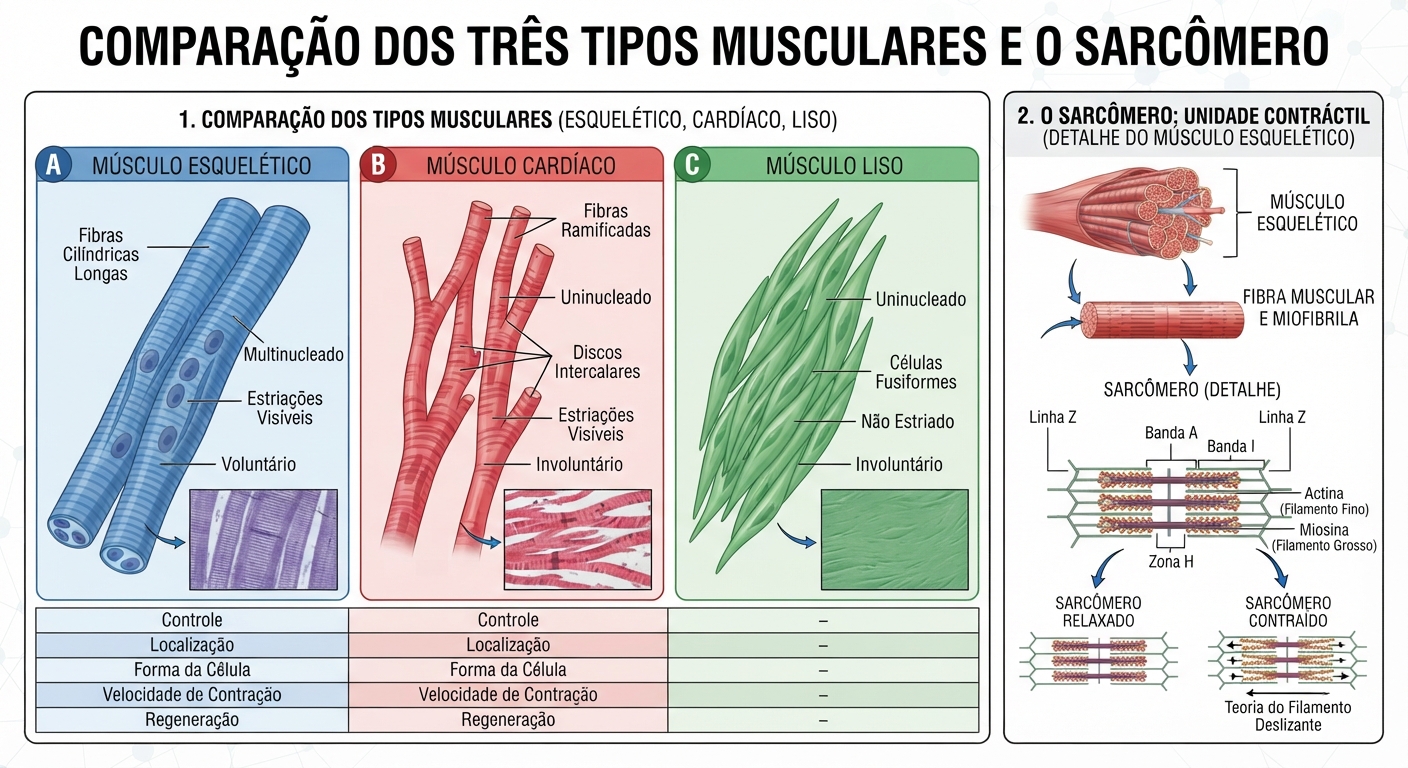 COMPARAÇÃO DOS TRÊS TIPOS MUSCULARES E O SARCÔMERO
1. COMPARAÇÃO DOS TIPOS MUSCULARES (ESQUELÉTICO, CARDÍACO, LISO)
A MÚSCULO ESQUELÉTICO
Fibras
Cilíndricas
Longas
Multinucleado
Estriações
Visíveis
Voluntário
B MÚSCULO CARDÍACO
Fibras
Ramificadas
Uninucleado
Discos
Intercalares
Estriações
Visíveis
Involuntário
C MÚSCULO LISO
Uninucleado
Células
Fusiformes
Não Estriado
Involuntário
Controle Controle –
Localização Localização –
Forma da Cêlula Forma da Célula –
Velocidade de Contração Velocidade de Contração –
Regeneração Regeneração –
2. O SARCÔMERO; UNIDADE CONTRÁCTIL
(DETALHE DO MÚSCULO ESQUELÉTICO)
MÚSCULO
ESQUELÉTICO
FIBRA MUSCULAR
E MIOFIBRILA
SARCÔMERO (DETALHE)
Linha Z
Linha Z
Banda A
Banda I
Actina
(Filamento Fino)
Miosina
(Filamento Grosso)
Zona H
SARCÔMERO
RELAXADO
SARCÓMERO
CONTRAÍDO
Teoria do Filamento
Deslizante